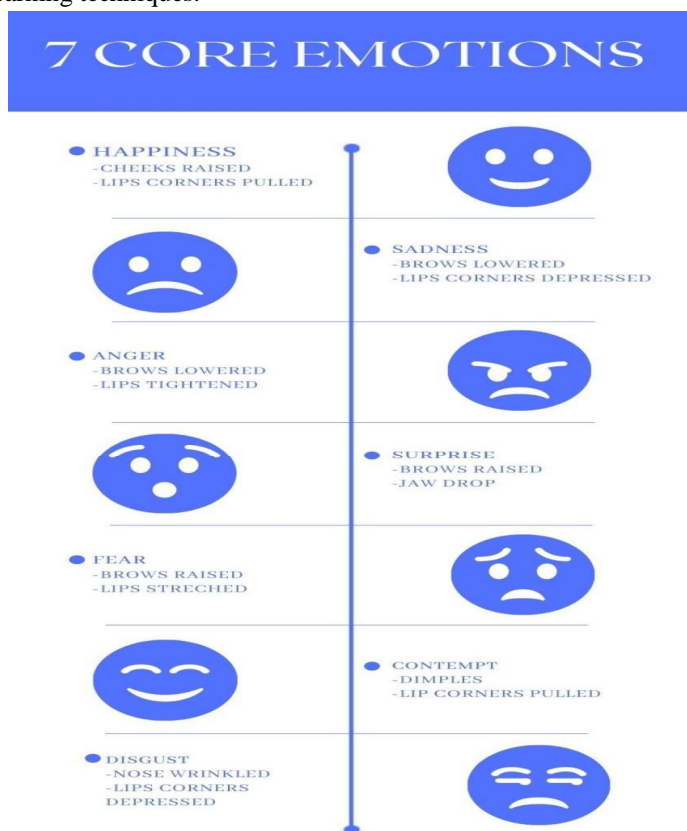 7 CORE EMOTIONS
HAPPINESS
-CHEEKS RAISED
-LIPS CORNERS PULLED
SADNESS
-BROWS LOWERED
-LIPS CORNERS DEPRESSED
ANGER
-BROWS LOWERED
-LIPS TIGHTENED
SURPRISE
-BROWS RAISED
-JAW DROP
FEAR
-BROWS RAISED
-LIPS STRECHED
CONTEMPT
-DIMPLES
-LIP CORNERS PULLED
DISGUST
-NOSE WRINKLED
-LIPS CORNERS
DEPRESSED